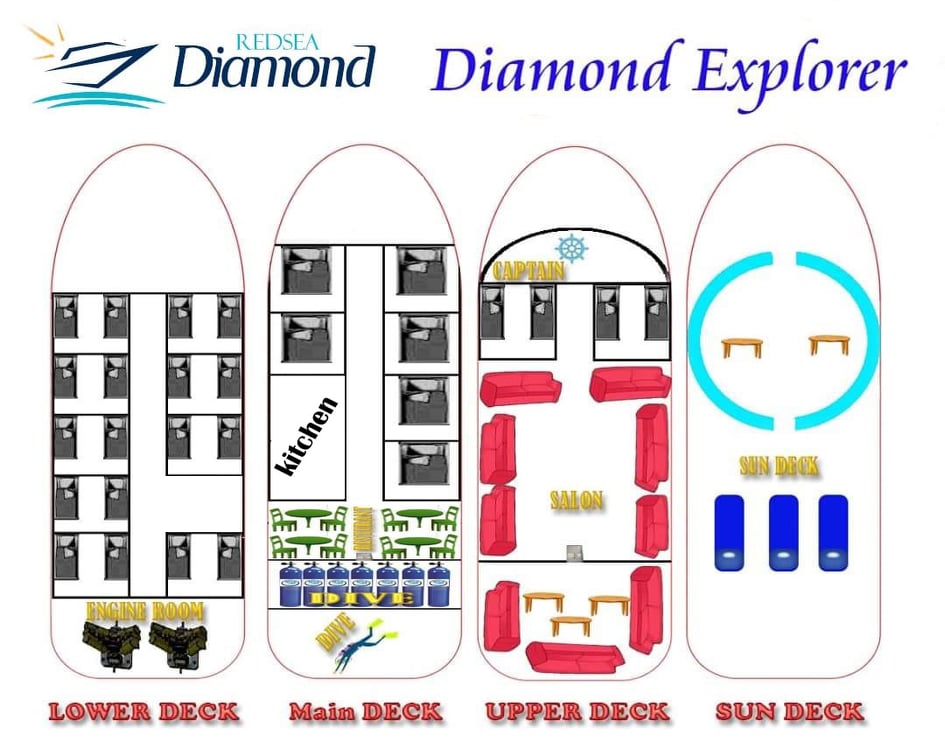 REDSEA
Diamond
Diamond Explorer
CAPTAIN
kitchen
SALON
SUN DECK
RESTAURANT
DIVE
DIVE
ENGINE ROOM
LOWER DECK
Main DECK
UPPER DECK
SUN DECK